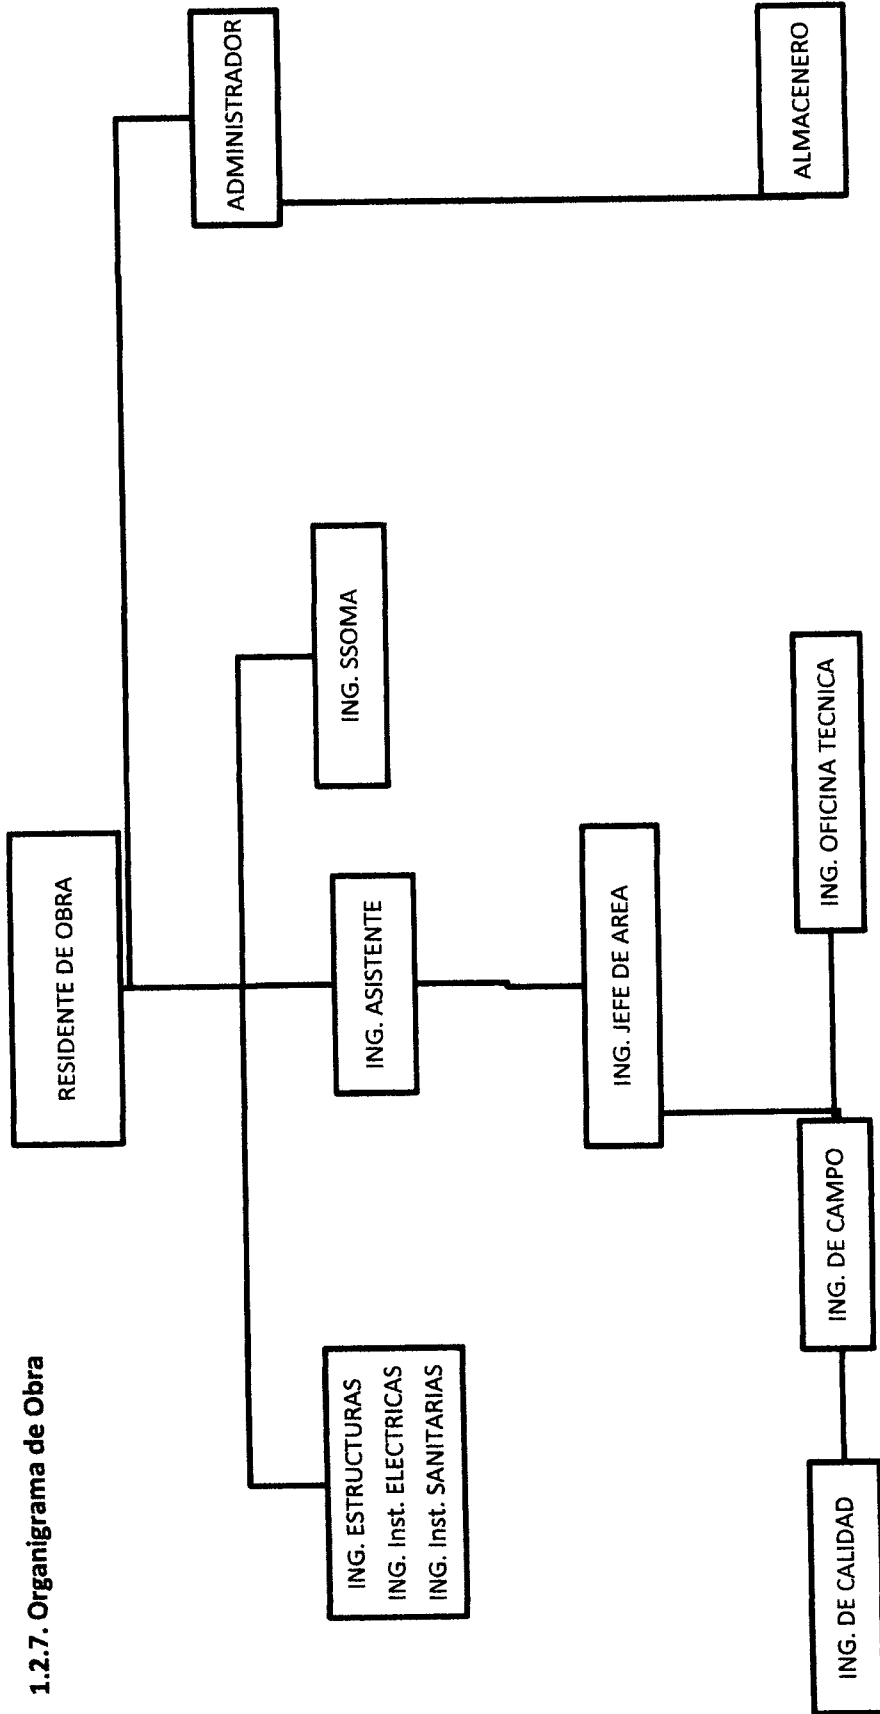 1.2.7. Organigrama de Obra
RESIDENTE DE OBRA
ADMINISTRADOR
ING. ESTRUCTURAS
ING. Inst. ELECTRICAS
ING. Inst. SANITARIAS
ING. ASISTENTE
ING. SSOMA
ING. JEFE DE AREA
ING. DE CALIDAD
ING. DE CAMPO
ING. OFICINA TECNICA
ALMACENERO